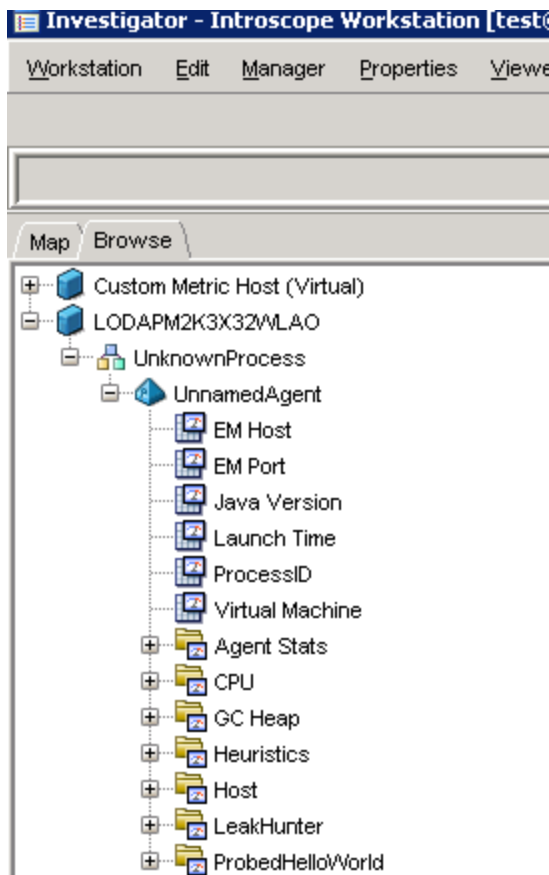 Investigator - Introscope Workstation [test@
Workstation Edit Manager Properties Viewe
Map Browse
Custom Metric Host (Virtual)
LODAPM2K3X32WLAO
UnknownProcess
UnnamedAgent
EM Host
EM Port
Java Version
Launch Time
ProcessID
Virtual Machine
Agent Stats
CPU
GC Heap
Heuristics
Host
LeakHunter
ProbedHelloWorld